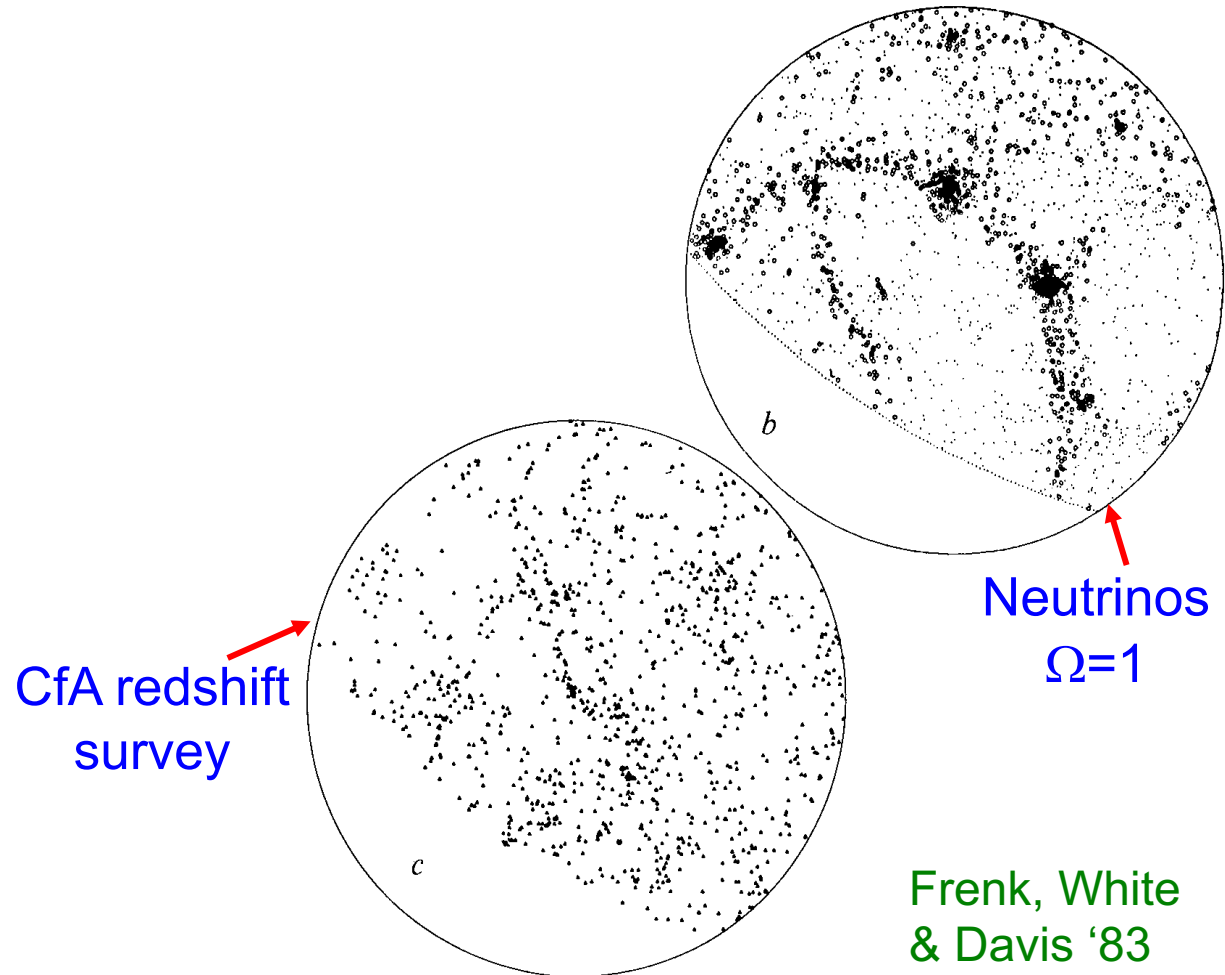 b
Neutrinos
Ω=1
CfA redshift
survey
c
Frenk, White
& Davis ‘83